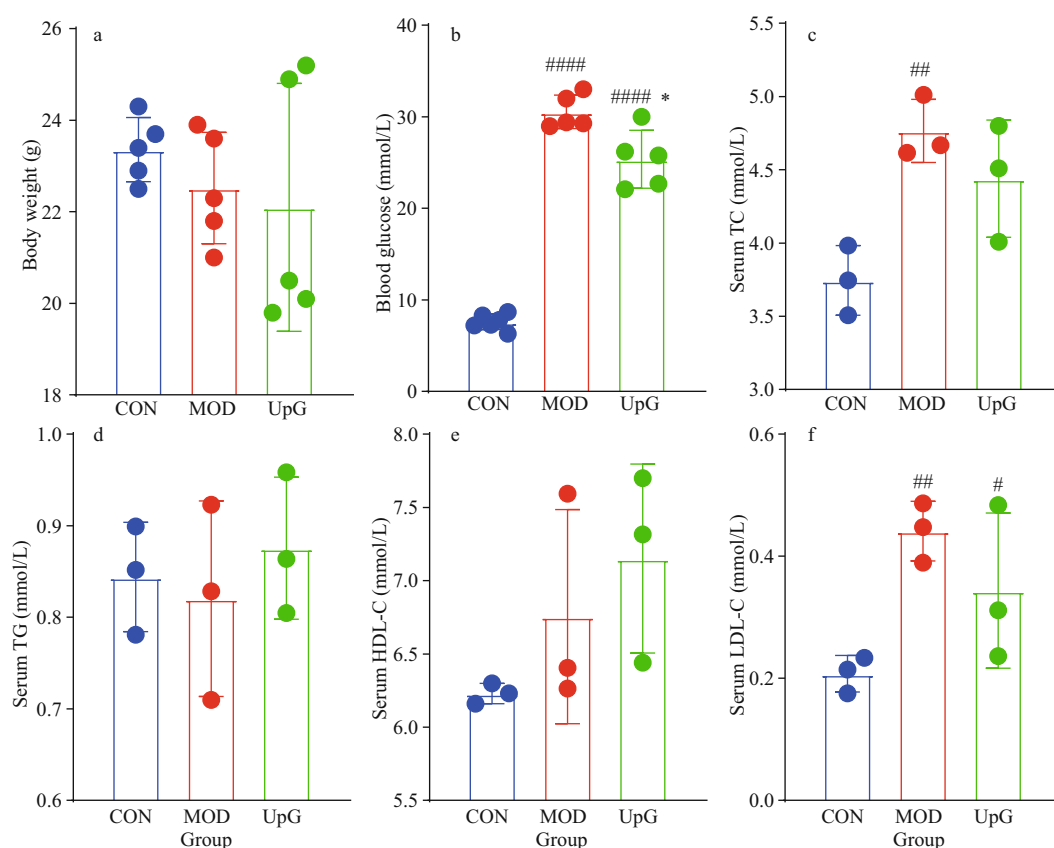 a
Body weight (g)
26
24
22
20
18
CON MOD UpG
b
Blood glucose (mmol/L)
40
30
20
10
0
####
#### *
CON MOD UpG
c
Serum TC (mmol/L)
5.5
5.0
4.5
4.0
3.5
3.0
##
CON MOD UpG
d
Serum TG (mmol/L)
1.0
0.9
0.8
0.7
0.6
CON MOD UpG
Group
e
Serum HDL-C (mmol/L)
8.0
7.5
7.0
6.5
6.0
5.5
CON MOD UpG
Group
f
Serum LDL-C (mmol/L)
0.6
0.4
0.2
0.0
##
#
CON MOD UpG
Group